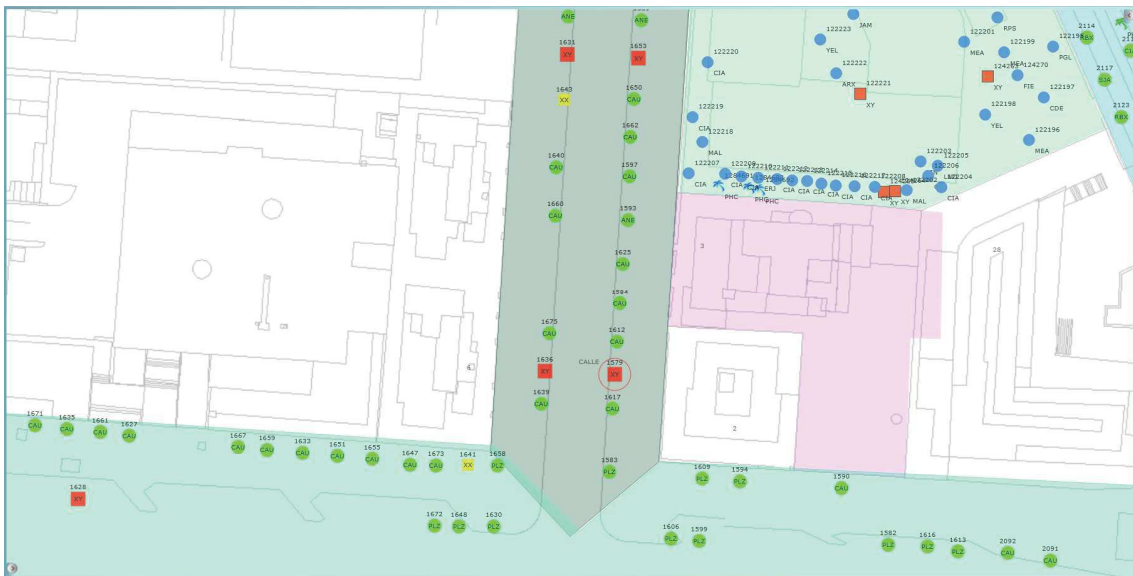 ANE
JAM
RPS
2114
RBX
122223
YEL
122201
MEA
122199
MEA
122195
PGL
1631
XY
1653
XY
122220
CIA
122222
ARX
122221
XY
XY
124270
FIE
2117
SJA
1643
XX
1650
CAU
122197
CDE
2123
RBX
122219
CIA
122198
YEL
1662
CAU
122218
MAL
122196
MEA
1640
CAU
1597
CAU
122207
CIA
122203
122205
122206
122204
CIA
CIA
PHC
PHC
ERJ
CIA
CIA
CIA
CIA
CIA
XY
XY
MAL
1660
CAU
1593
ANE
3
28
1625
CAU
CAU
1675
CAU
1612
CAU
1636
XY
CALLE
1579
XY
6
1639
CAU
1617
CAU
2
1671
CAU
1635
CAU
1661
CAU
1627
CAU
1667
CAU
1659
CAU
1633
CAU
1651
CAU
1655
CAU
1647
CAU
1673
CAU
1641
XX
1658
PLZ
1583
PLZ
1609
PLZ
1594
PLZ
1590
CAU
1628
XY
1672
PLZ
1648
PLZ
1630
PLZ
1606
PLZ
1599
PLZ
1582
PLZ
1616
PLZ
1613
PLZ
2092
CAU
2091
CAU